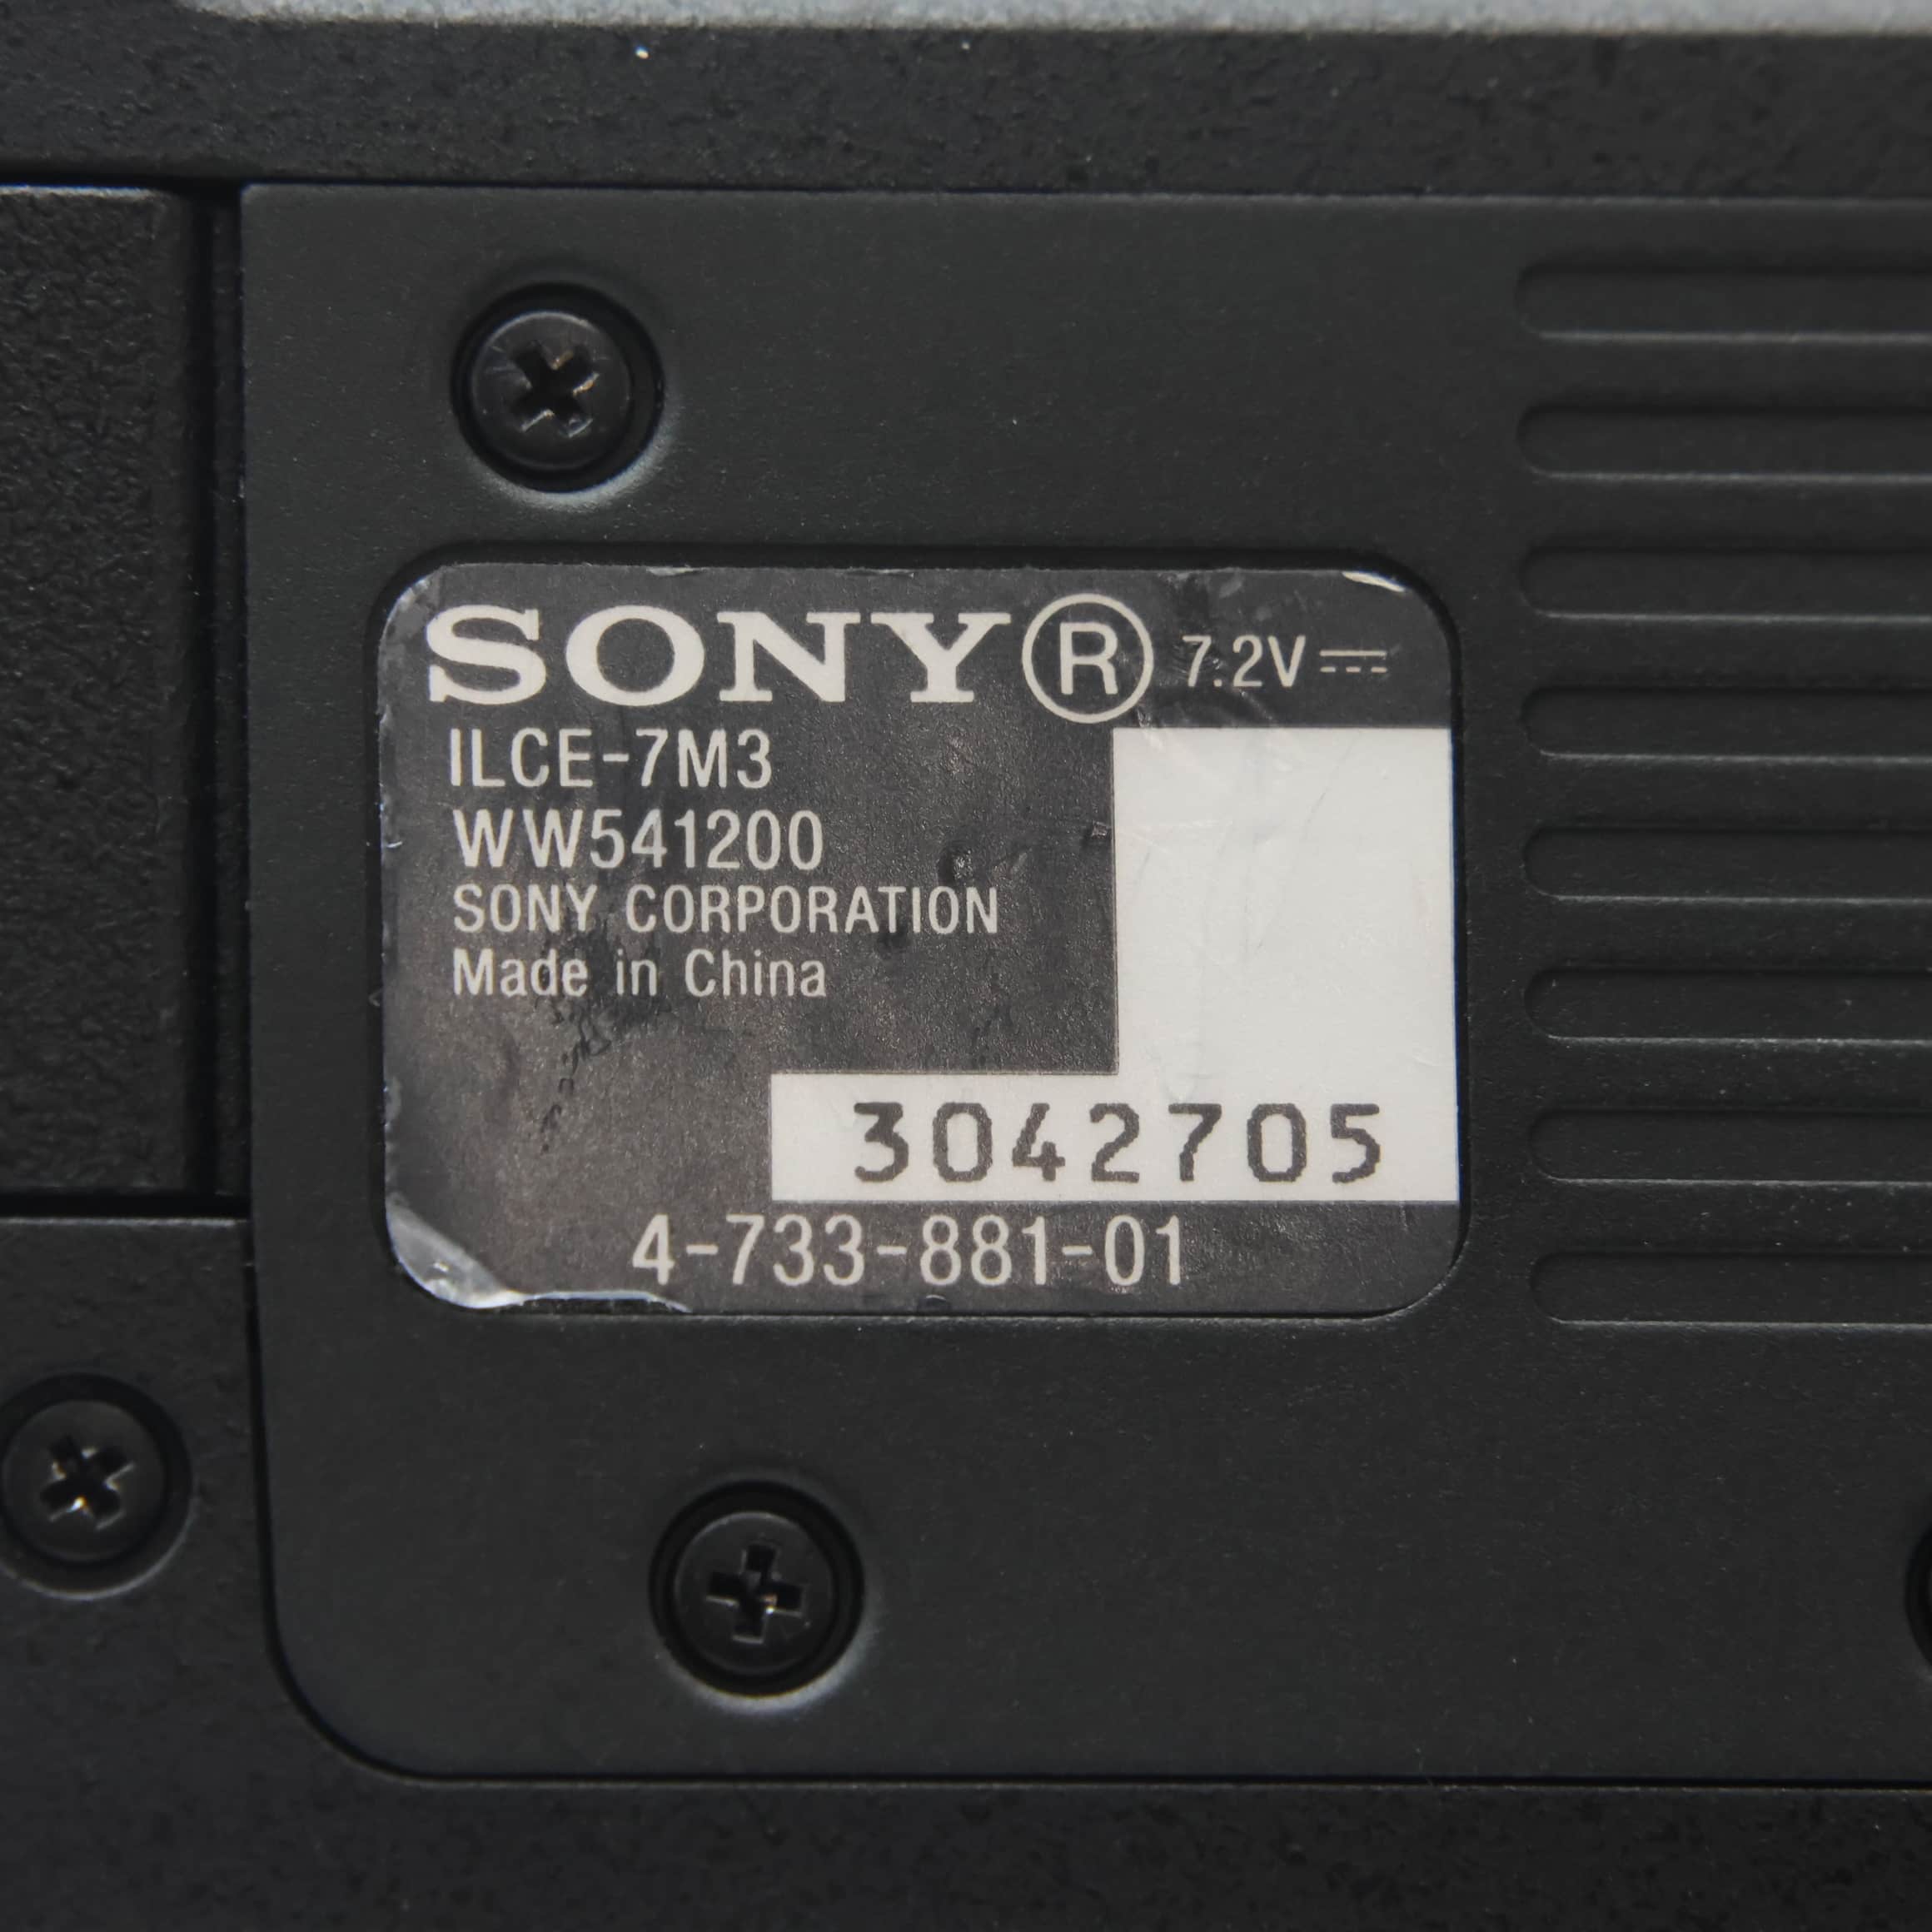 SONY Ⓡ 7.2V ⎓
ILCE-7M3
WW541200
SONY CORPORATION
Made in China
3042705
4-733-881-01